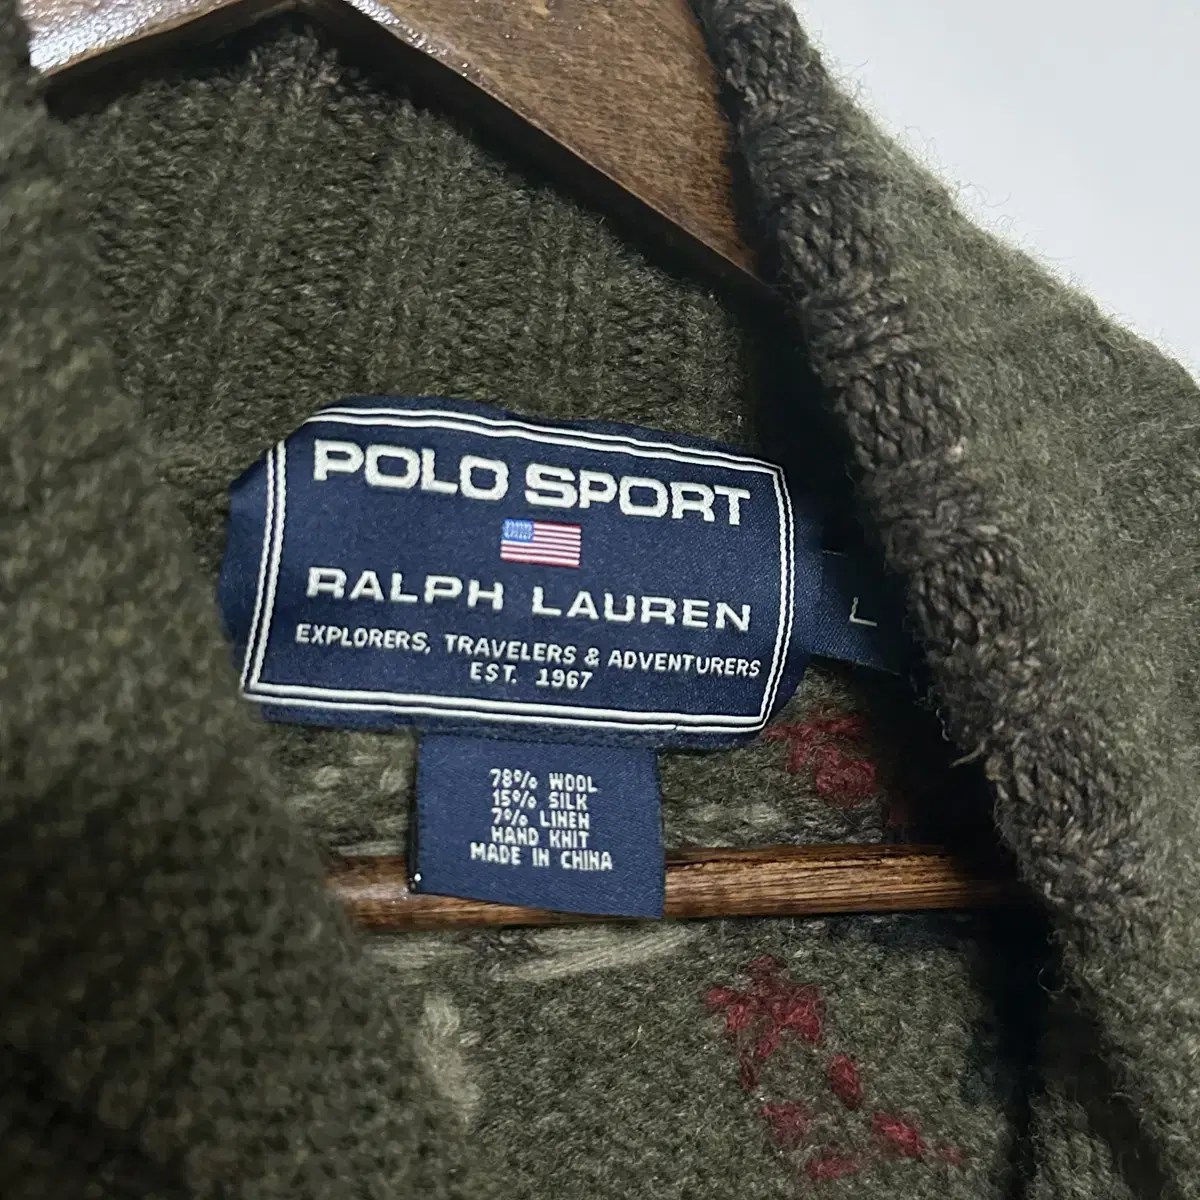 POLO SPORT
RALPH LAUREN
EXPLORERS, TRAVELERS & ADVENTURERS
EST. 1967
L
78% WOOL
15% SILK
7% LINEN
HAND KNIT
MADE IN CHINA